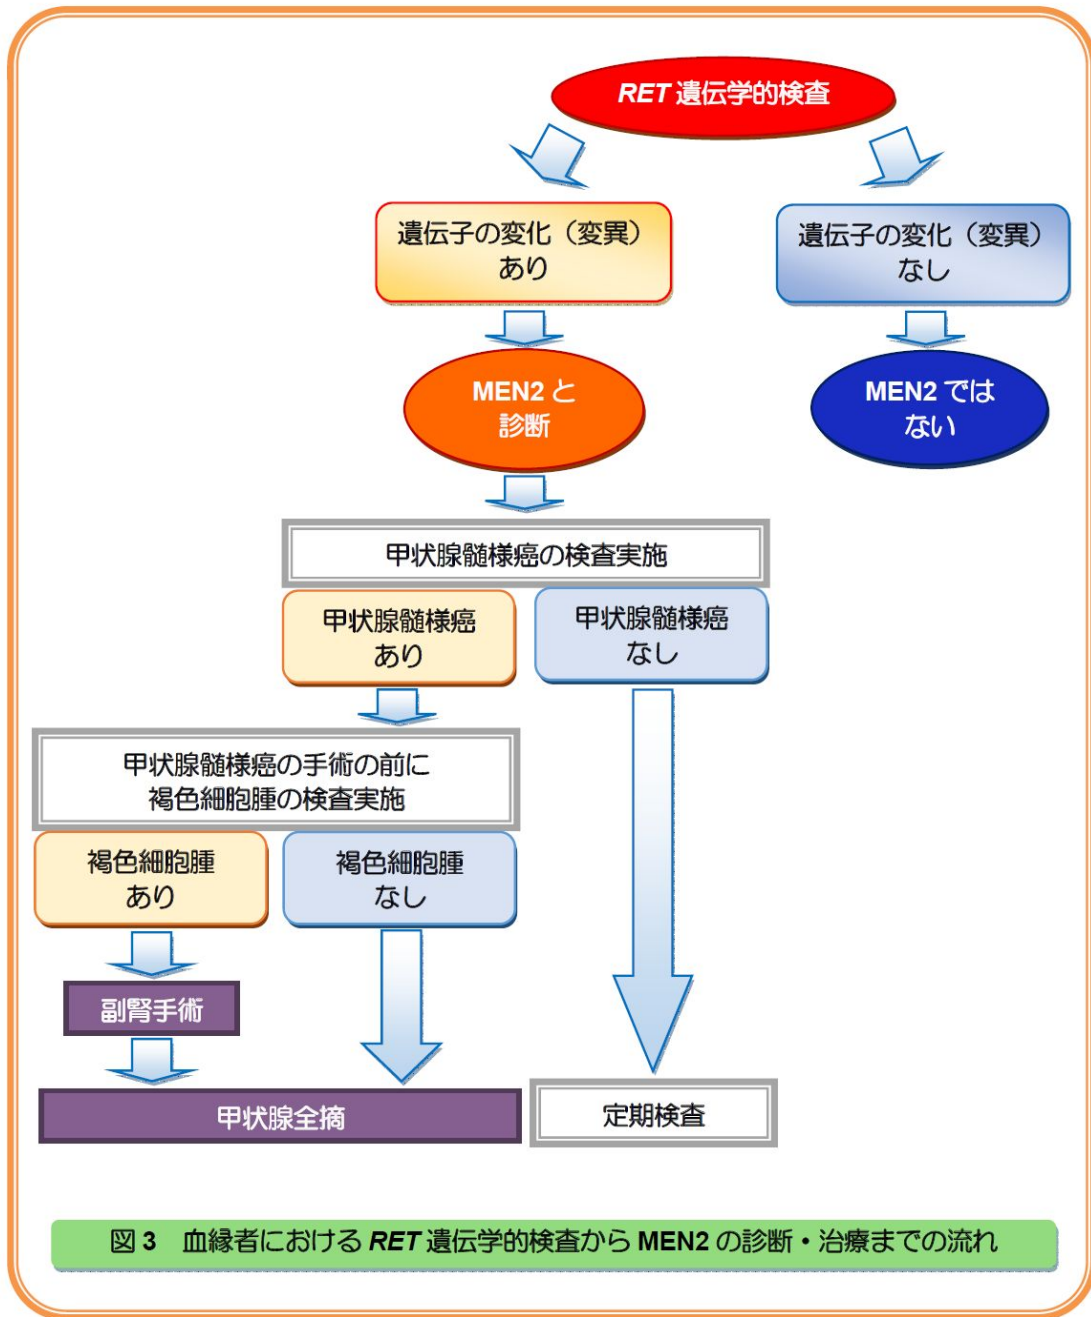 RET 遺伝学的検査
遺伝子の変化（変異）
あり
遺伝子の変化（変異）
なし
MEN2 と
診断
MEN2 では
ない
甲状腺髄様癌の検査実施
甲状腺髄様癌
あり
甲状腺髄様癌
なし
甲状腺髄様癌の手術の前に
褐色細胞腫の検査実施
褐色細胞腫
あり
褐色細胞腫
なし
副腎手術
甲状腺全摘
定期検査
図 3　血縁者における RET 遺伝学的検査から MEN2 の診断・治療までの流れ